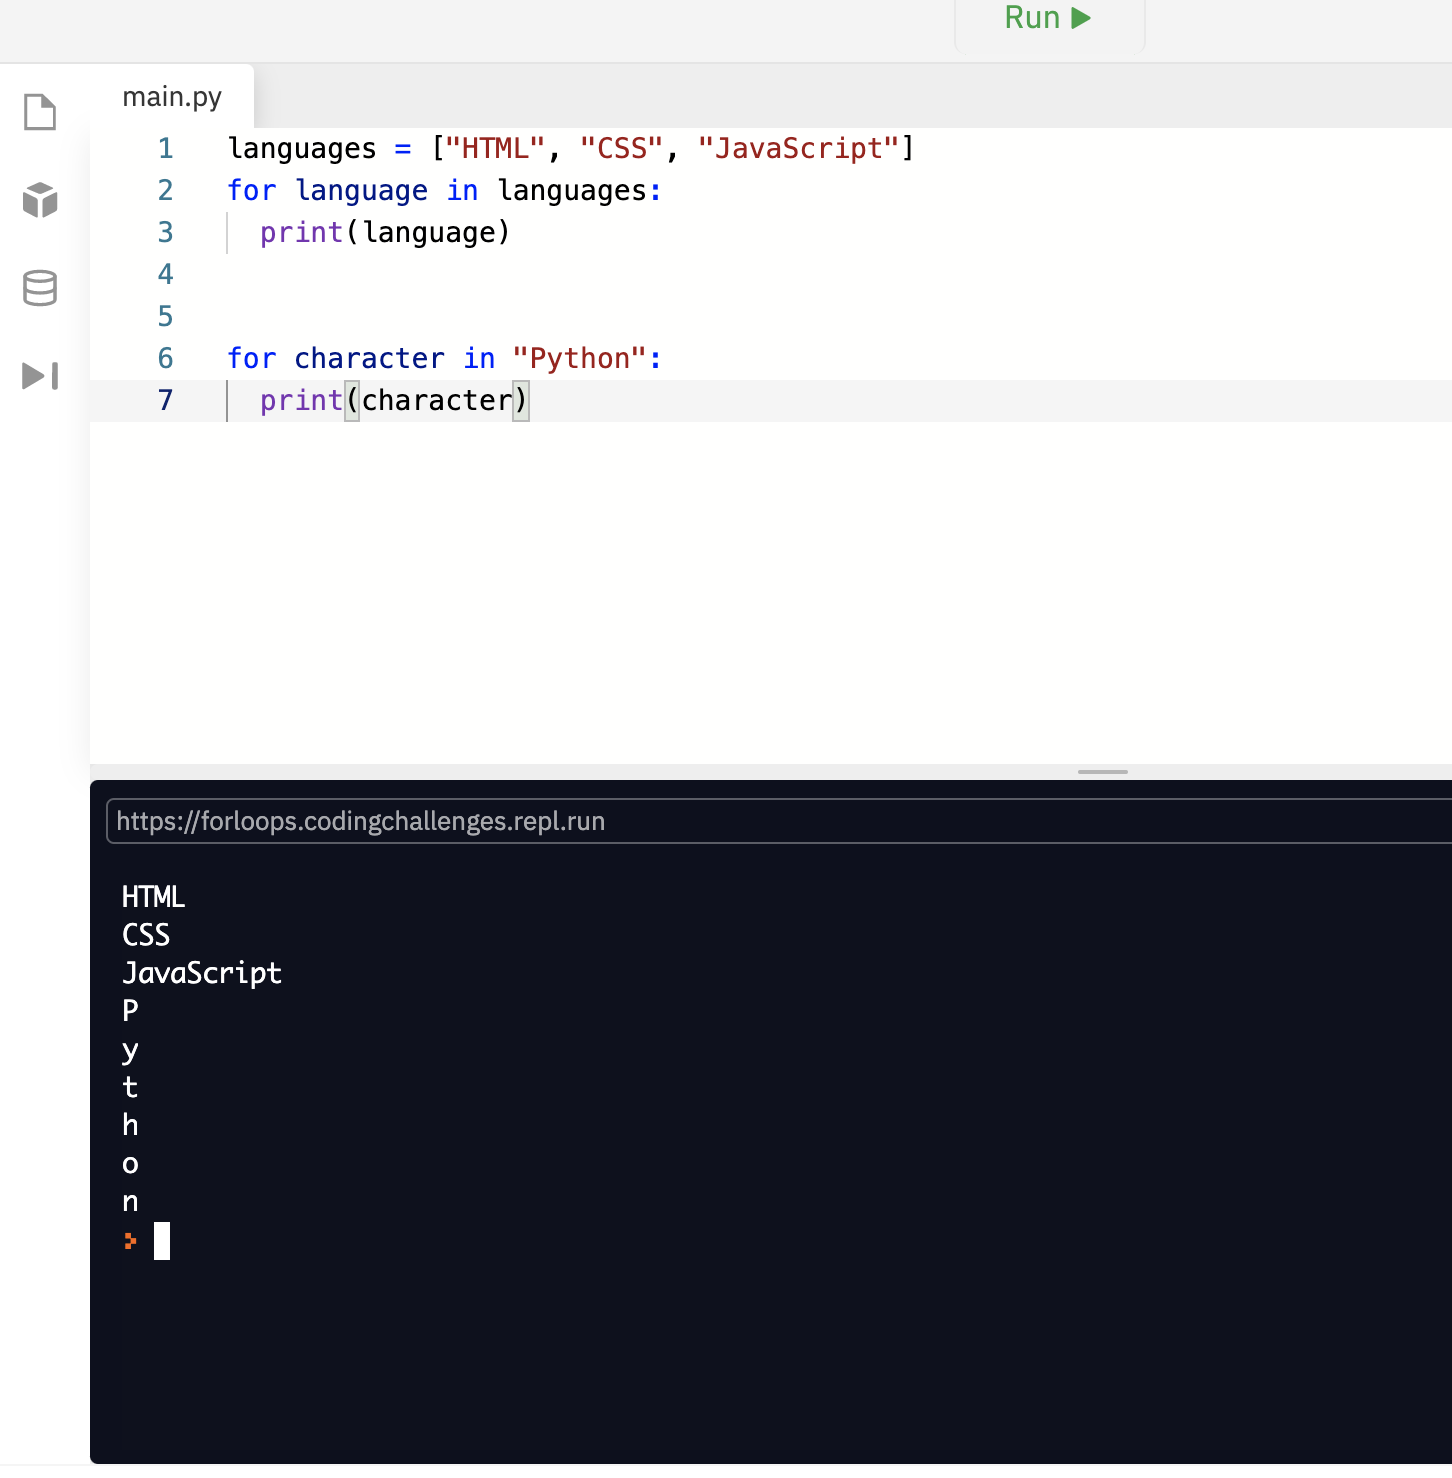 Run
main.py
1 languages = ["HTML", "CSS", "JavaScript"]
2 for language in languages:
3   print(language)
4
5
6 for character in "Python":
7   print(character)
https://forloops.codingchallenges.repl.run
HTML
CSS
JavaScript
P
y
t
h
o
n